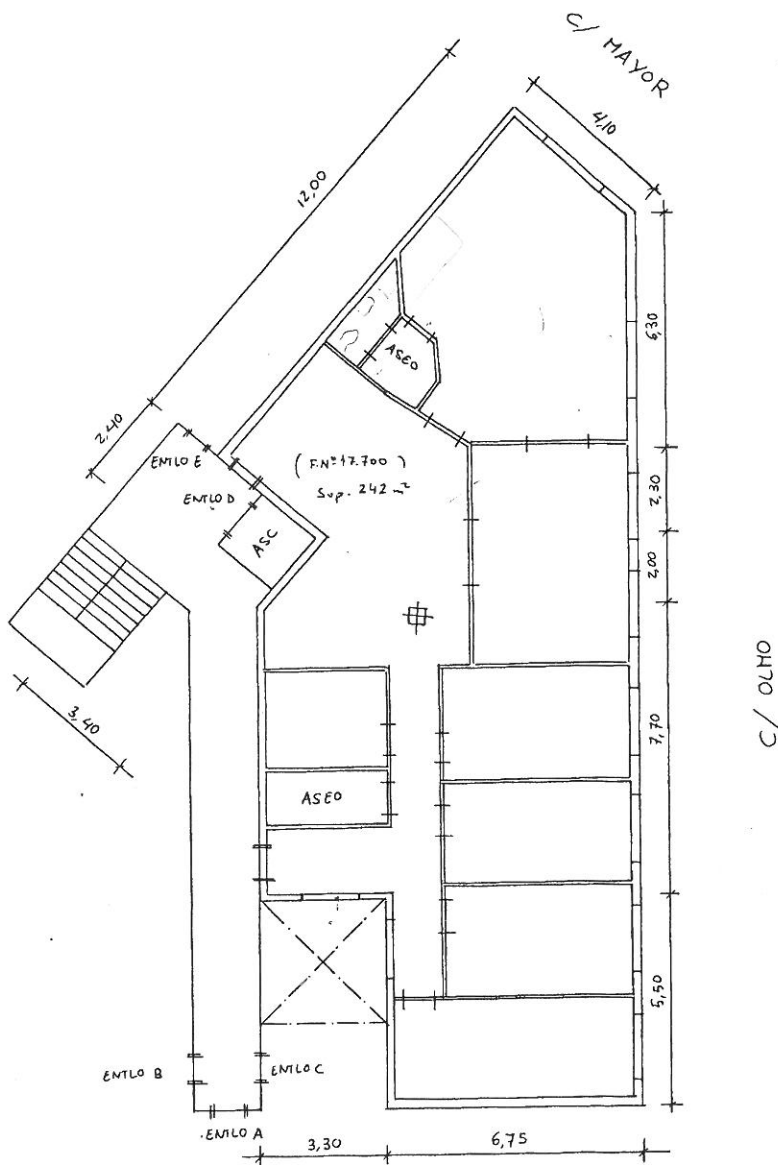 C/ MAYOR
4,10
12,00
6,30
ASEO
2,40
ENTLO E
(F.Nº 17.700)
Sup. 242 m²
ENTLO D
2,30
ASC
2,00
C/ OLMO
3,40
7,70
ASEO
5,50
ENTLO B
ENTLO C
ENTLO A
3,30
6,75